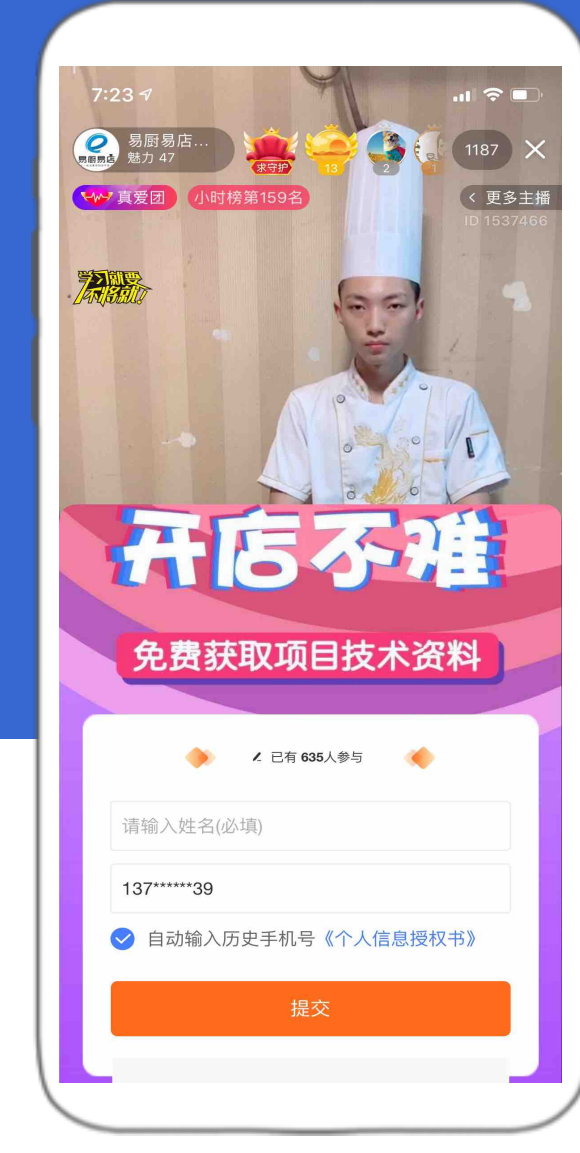 7:23
易厨易店...
魅力 47
易厨易店
求守护
13
2
1
1187
真爱团
小时榜第159名
更多主播
ID 1537466
学习就要
不将就!
开店不难
免费获取项目技术资料
已有 635人参与
请输入姓名(必填)
137******39
自动输入历史手机号《个人信息授权书》
提交